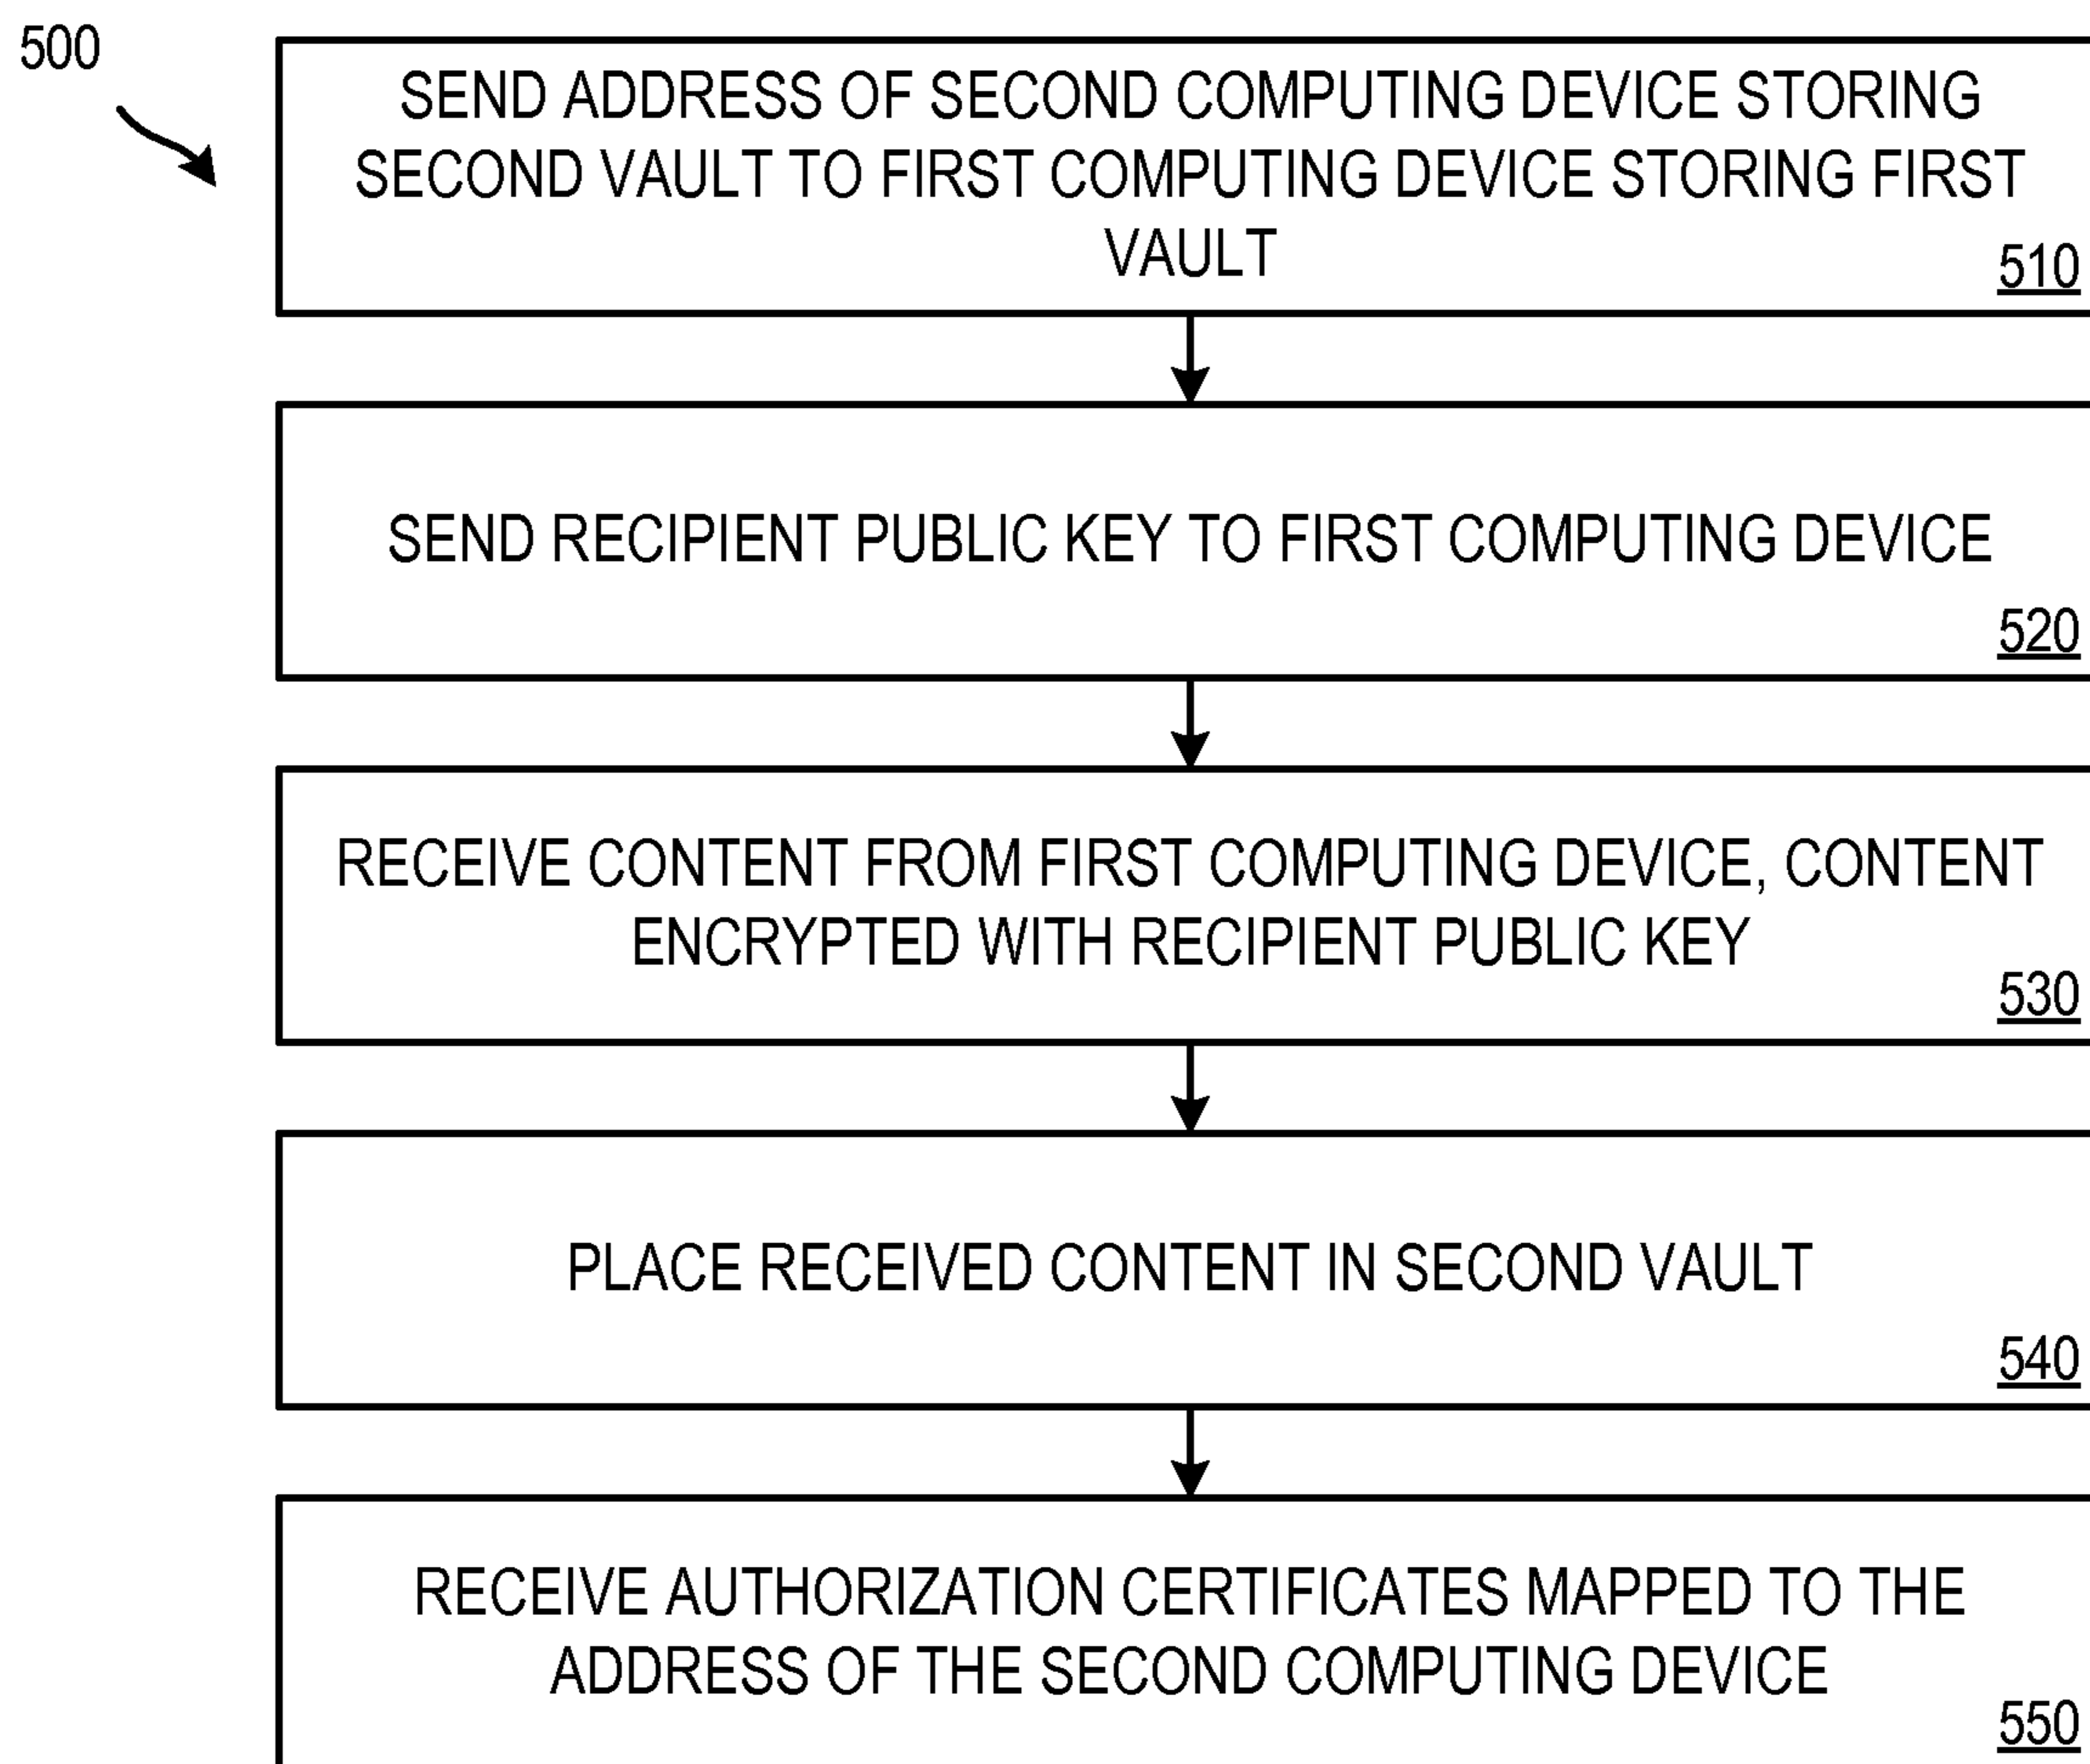 500
SEND ADDRESS OF SECOND COMPUTING DEVICE STORING
SECOND VAULT TO FIRST COMPUTING DEVICE STORING FIRST
VAULT
510
SEND RECIPIENT PUBLIC KEY TO FIRST COMPUTING DEVICE
520
RECEIVE CONTENT FROM FIRST COMPUTING DEVICE, CONTENT
ENCRYPTED WITH RECIPIENT PUBLIC KEY
530
PLACE RECEIVED CONTENT IN SECOND VAULT
540
RECEIVE AUTHORIZATION CERTIFICATES MAPPED TO THE
ADDRESS OF THE SECOND COMPUTING DEVICE
550